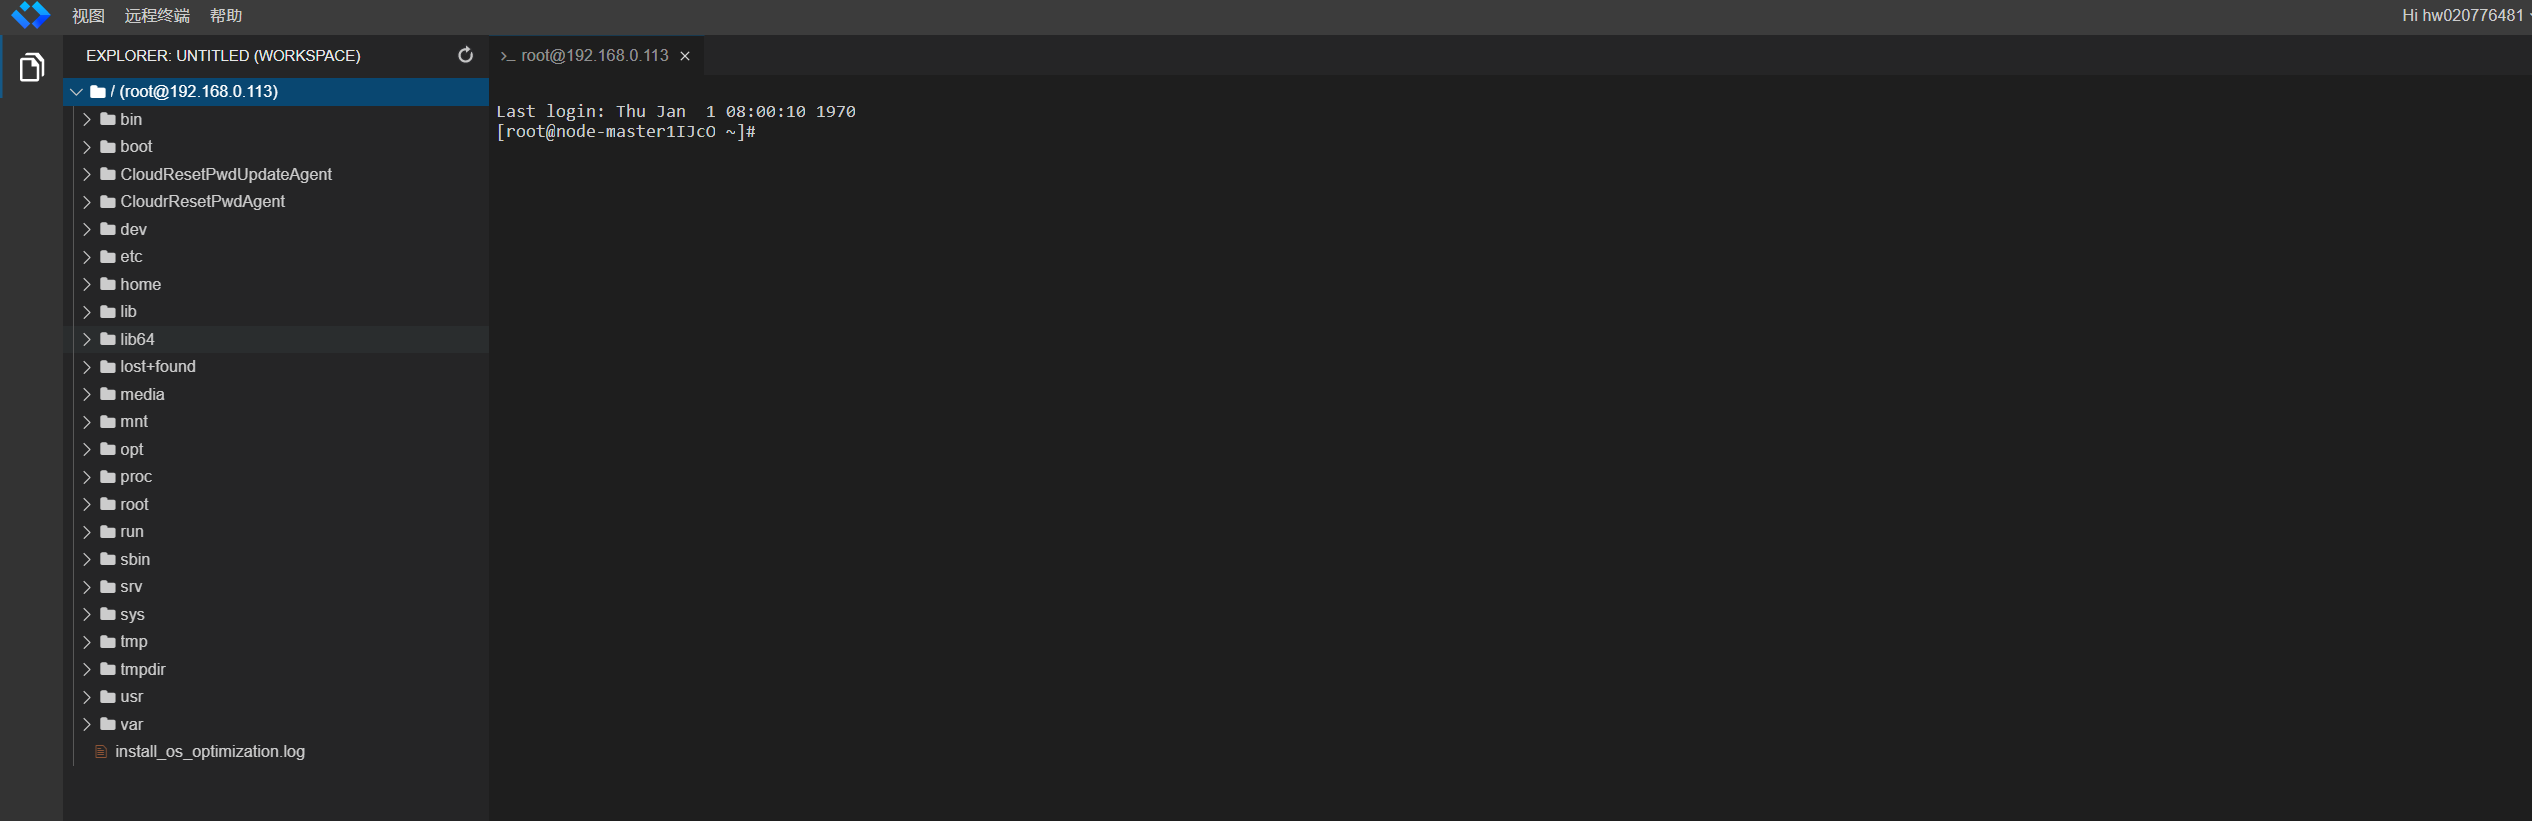 视图 远程终端 帮助 Hi hw020776481
EXPLORER: UNTITLED (WORKSPACE)
/ (root@192.168.0.113)
bin
boot
CloudResetPwdUpdateAgent
CloudrResetPwdAgent
dev
etc
home
lib
lib64
lost+found
media
mnt
opt
proc
root
run
sbin
srv
sys
tmp
tmpdir
usr
var
install_os_optimization.log
>_ root@192.168.0.113 ×
Last login: Thu Jan  1 08:00:10 1970
[root@node-master1IJcO ~]#